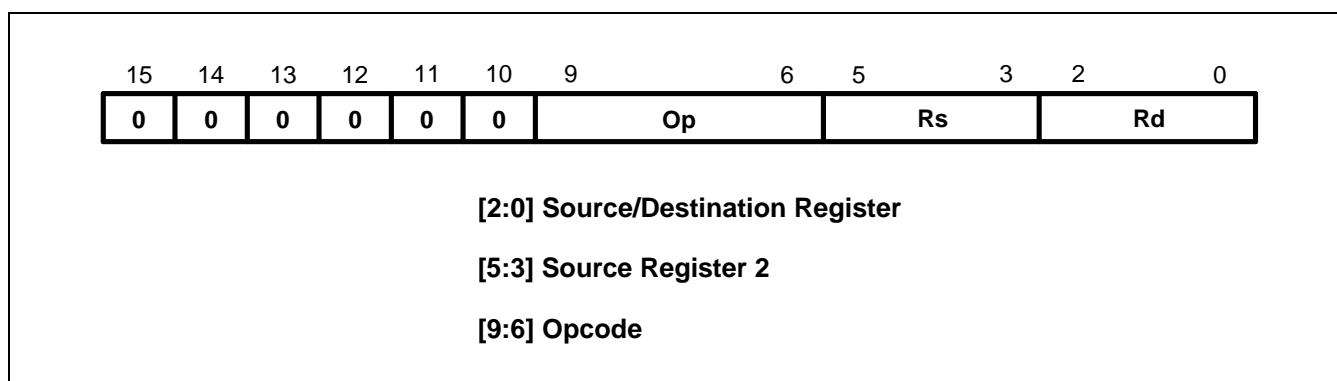 15 14 13 12 11 10 9 6 5 3 2 0
0 0 0 0 0 0 Op Rs Rd
[2:0] Source/Destination Register
[5:3] Source Register 2
[9:6] Opcode